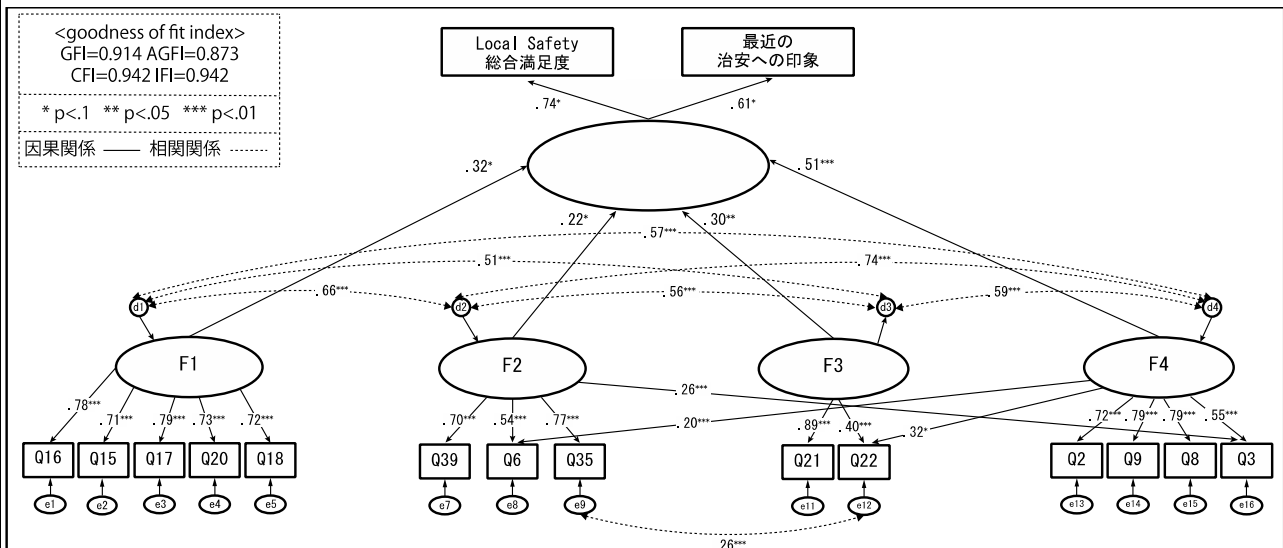 <goodness of fit index>
GFI=0.914 AGFI=0.873
CFI=0.942 IFI=0.942
* p<.1 ** p<.05 *** p<.01
因果関係 相関関係
Local Safety
総合満足度
最近の
治安への印象
.74*
.61*
.32*
.22*
.30**
.51***
.57***
.51***
.74***
.66***
.56***
.59***
d1
d2
d3
d4
F1
F2
F3
F4
.26***
.78***
.71***
.79***
.73***
.72***
.70***
.54***
.77***
.20***
.89***
.40***
.32*
.72***
.79***
.79***
.55***
Q16
Q15
Q17
Q20
Q18
Q39
Q6
Q35
Q21
Q22
Q2
Q9
Q8
Q3
e1
e2
e3
e4
e5
e7
e8
e9
e11
e12
e13
e14
e15
e16
.26***